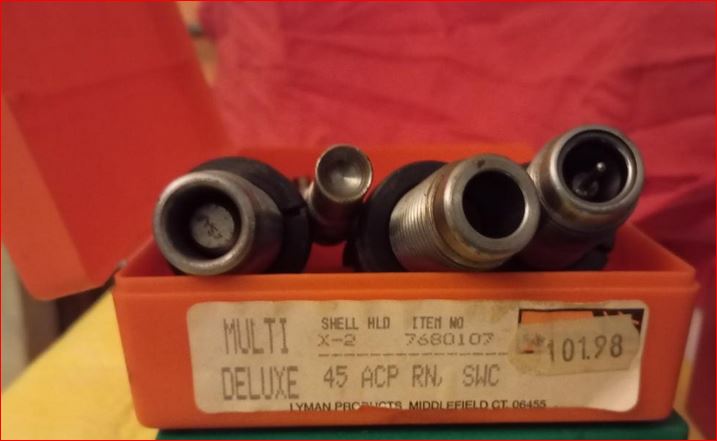 MULTI SHELL HLD ITEM NO
X-2 7680107
DELUXE 45 ACP RN, SWC
LYMAN PRODUCTS MIDDLEFIELD CT. 06455
101.98